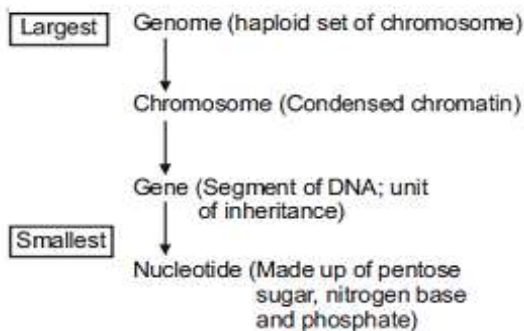 Largest
Genome (haploid set of chromosome)
Chromosome (Condensed chromatin)
Gene (Segment of DNA; unit
of inheritance)
Smallest
Nucleotide (Made up of pentose
sugar, nitrogen base
and phosphate)